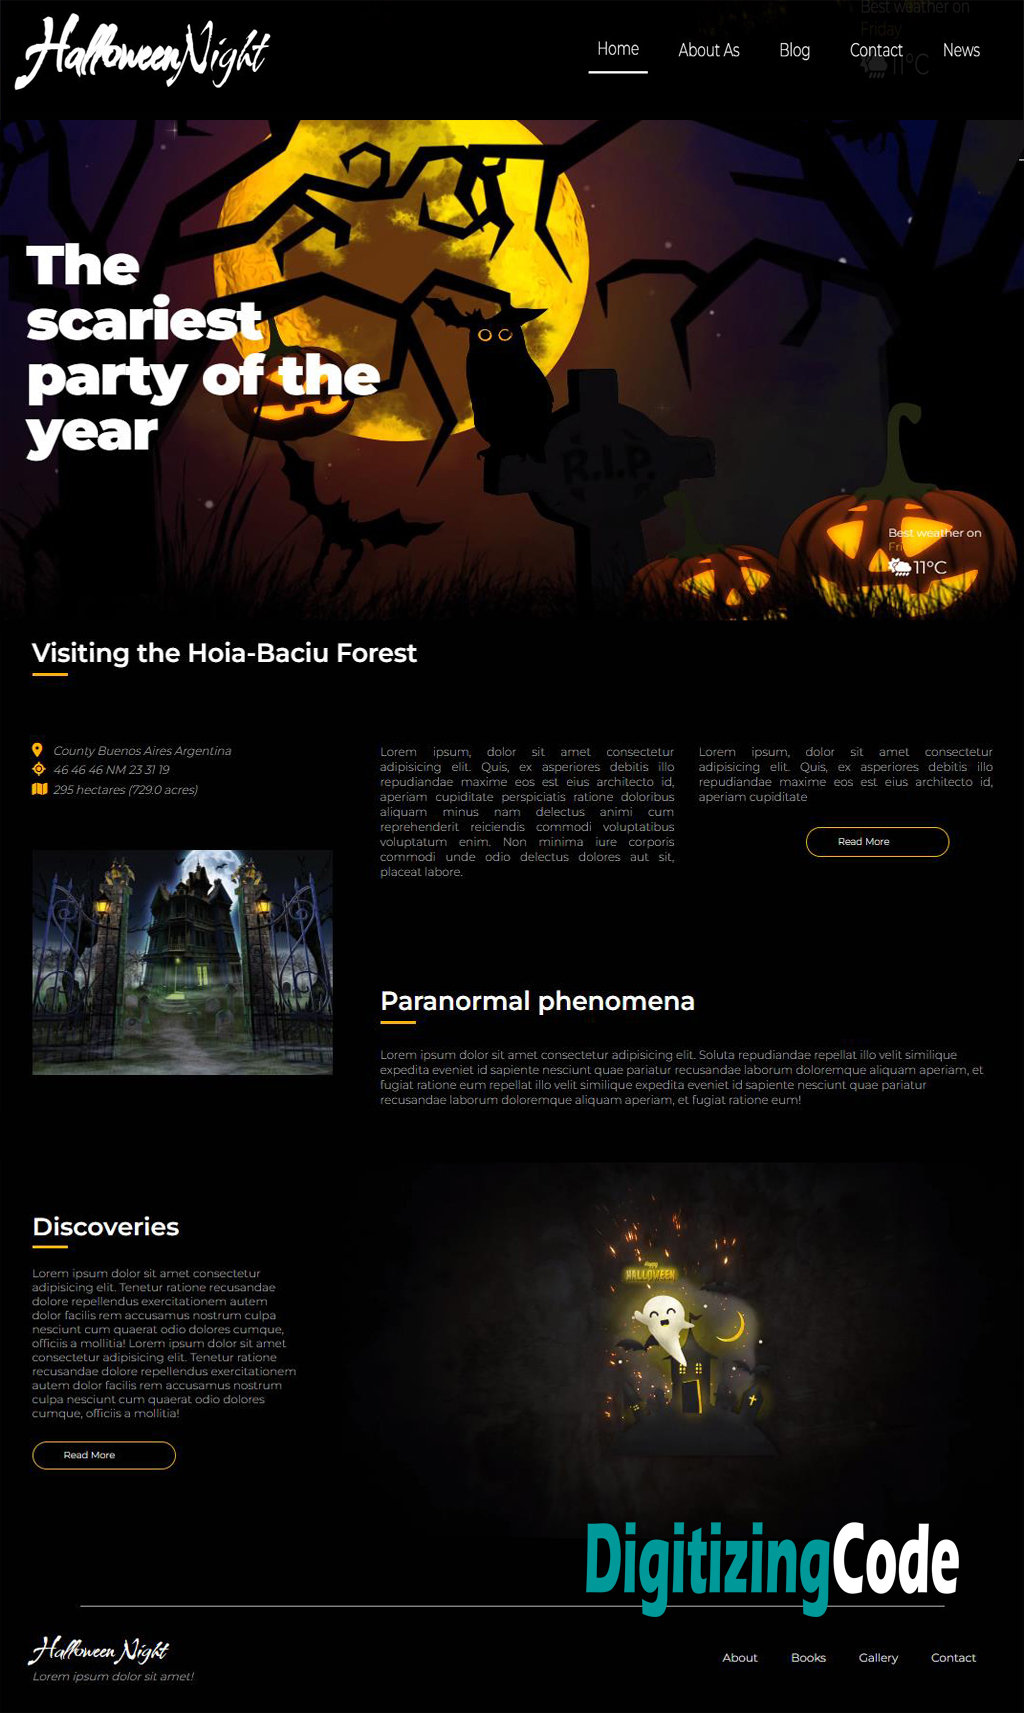 HalloweenNight
Best weather on
Friday
11°C
Home
About As
Blog
Contact
News
The
scariest
party of the
year
R.I.P.
Best weather on
Fri
11°C
Visiting the Hoia-Baciu Forest
County Buenos Aires Argentina
46 46 46 NM 23 31 19
295 hectares (729.0 acres)
Lorem ipsum, dolor sit amet consectetur
adipisicing elit. Quis, ex asperiores debitis illo
repudiandae maxime eos est eius architecto id,
aperiam cupiditate perspiciatis ratione doloribus
aliquam minus nam delectus animi cum
reprehenderit reiciendis commodi voluptatibus
voluptatum enim. Non minima iure corporis
commodi unde odio delectus dolores aut sit,
placeat labore.
Lorem ipsum, dolor sit amet consectetur
adipisicing elit. Quis, ex asperiores debitis illo
repudiandae maxime eos est eius architecto id,
aperiam cupiditate
Read More
Paranormal phenomena
Lorem ipsum dolor sit amet consectetur adipisicing elit. Soluta repudiandae repellat illo velit similique
expedita eveniet id sapiente nesciunt quae pariatur recusandae laborum doloremque aliquam aperiam, et
fugiat ratione eum repellat illo velit similique expedita eveniet id sapiente nesciunt quae pariatur
recusandae laborum doloremque aliquam aperiam, et fugiat ratione eum!
Discoveries
Lorem ipsum dolor sit amet consectetur
adipisicing elit. Tenetur ratione recusandae
dolore repellendus exercitationem autem
dolor facilis rem accusamus nostrum culpa
nesciunt cum quaerat odio dolores cumque,
officiis a mollitia! Lorem ipsum dolor sit amet
consectetur adipisicing elit. Tenetur ratione
recusandae dolore repellendus exercitationem
autem dolor facilis rem accusamus nostrum
culpa nesciunt cum quaerat odio dolores
cumque, officiis a mollitia!
Read More
Happy
HALLOWEEN
DigitizingCode
Halloween Night
Lorem ipsum dolor sit amet!
About
Books
Gallery
Contact